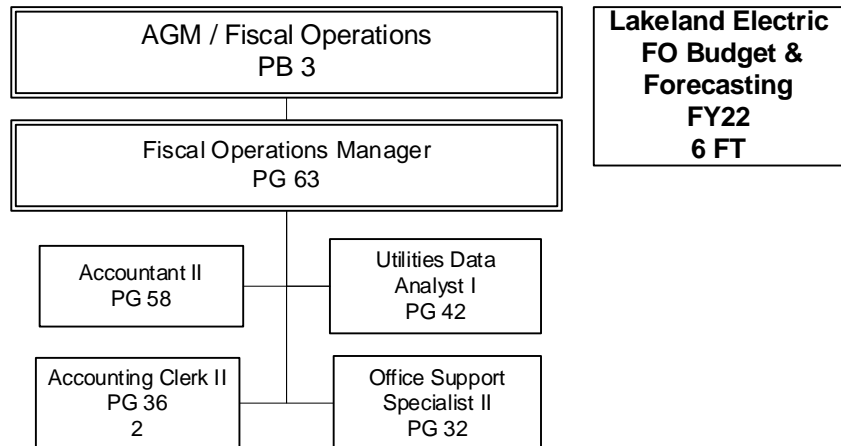 AGM / Fiscal Operations
PB 3
Lakeland Electric
FO Budget &
Forecasting
FY22
6 FT
Fiscal Operations Manager
PG 63
Accountant II
PG 58
Utilities Data
Analyst I
PG 42
Accounting Clerk II
PG 36
2
Office Support
Specialist II
PG 32